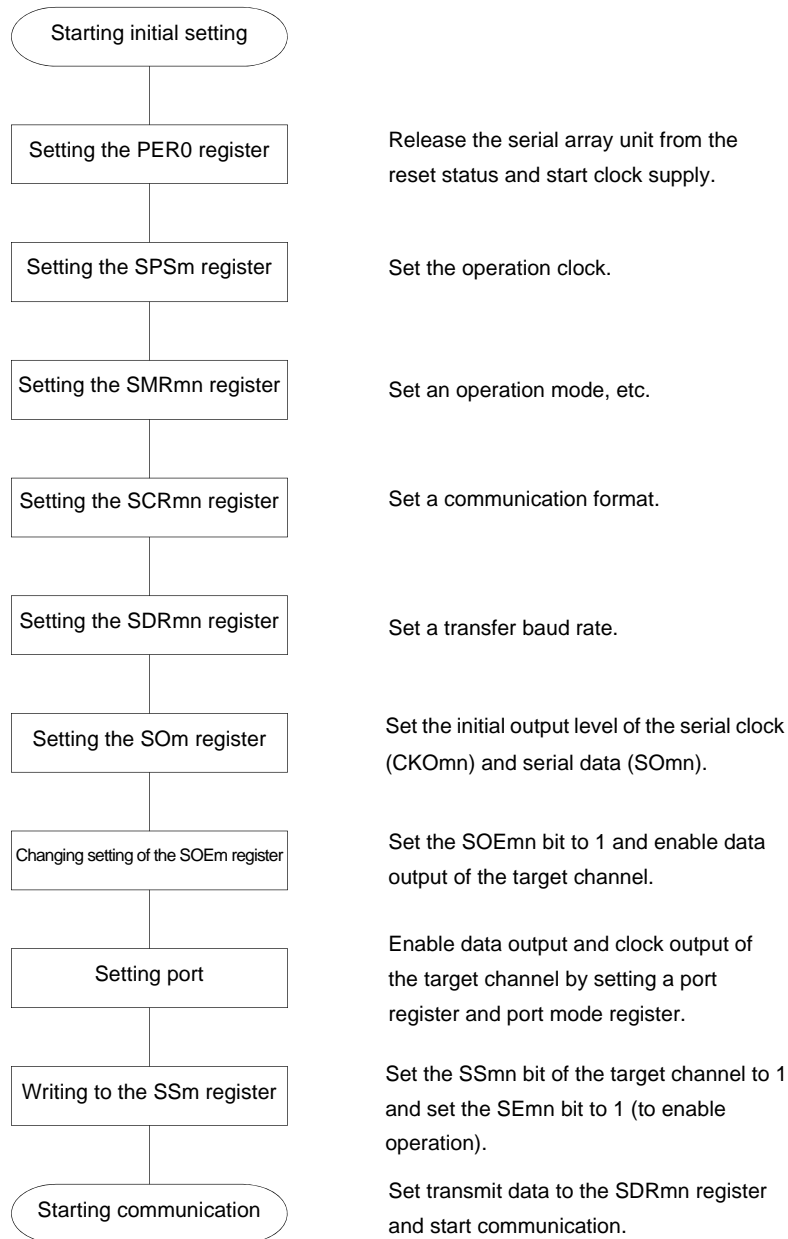 Starting initial setting
Setting the PER0 register
Release the serial array unit from the
reset status and start clock supply.
Setting the SPSm register
Set the operation clock.
Setting the SMRmn register
Set an operation mode, etc.
Setting the SCRmn register
Set a communication format.
Setting the SDRmn register
Set a transfer baud rate.
Setting the SOm register
Set the initial output level of the serial clock
(CKOmn) and serial data (SOmn).
Changing setting of the SOEm register
Set the SOEmn bit to 1 and enable data
output of the target channel.
Setting port
Enable data output and clock output of
the target channel by setting a port
register and port mode register.
Writing to the SSm register
Set the SSmn bit of the target channel to 1
and set the SEmn bit to 1 (to enable
operation).
Starting communication
Set transmit data to the SDRmn register
and start communication.